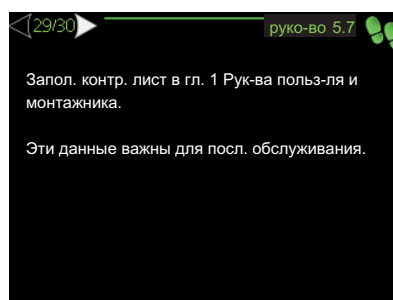 29/30
руко-во 5.7
Запол. контр. лист в гл. 1 Рук-ва польз-ля и
монтажника.
Эти данные важны для посл. обслуживания.